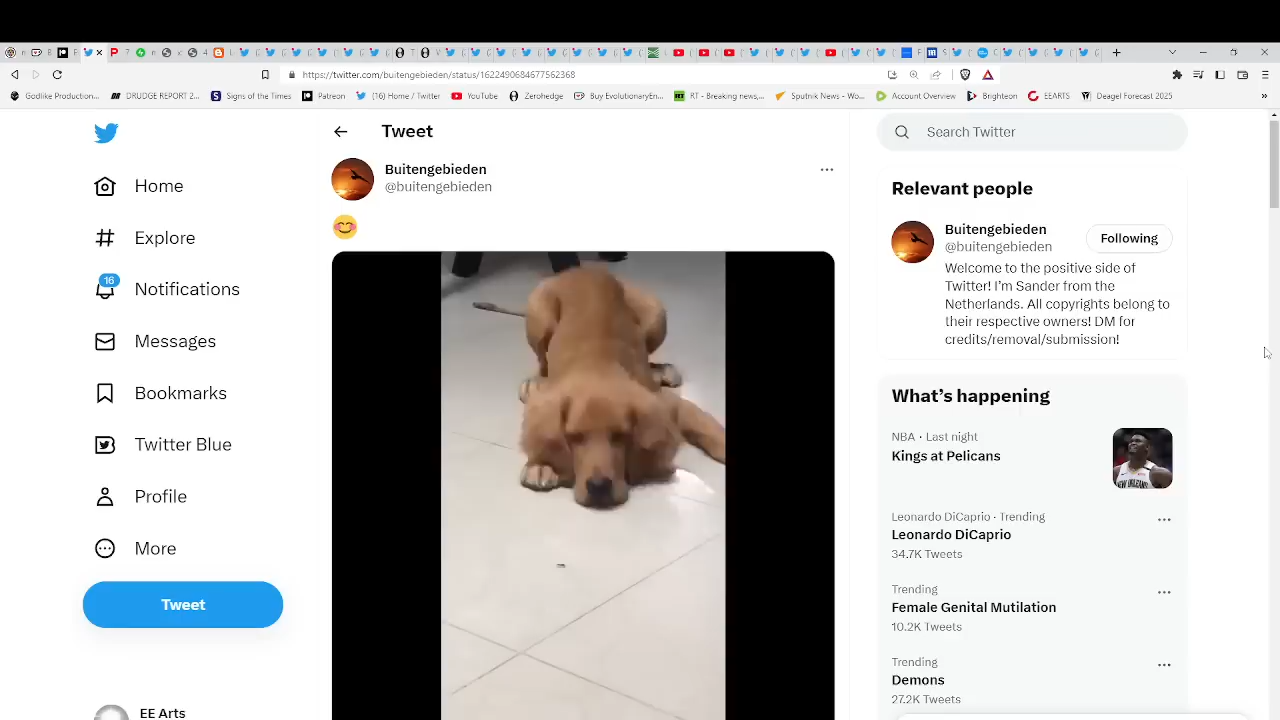 https://twitter.com/buitengebieden/status/1622490684677562368
Godlike Productions...
DRUDGE REPORT 2...
Signs of the Times
Patreon
(16) Home / Twitter
YouTube
Zerohedge
Buy EvolutionaryEn...
RT - Breaking news,...
Sputnik News - Wo...
Account Overview
Brighteon
EEARTS
Deagel Forecast 2025
»
Home
Explore
16
Notifications
Messages
Bookmarks
Twitter Blue
Profile
More
Tweet
EE Arts
Tweet
Buitengebieden
@buitengebieden
Search Twitter
Relevant people
Buitengebieden
@buitengebieden
Following
Welcome to the positive side of
Twitter! I'm Sander from the
Netherlands. All copyrights belong to
their respective owners! DM for
credits/removal/submission!
What's happening
NBA · Last night
Kings at Pelicans
NEW ORLEANS
Leonardo DiCaprio · Trending
Leonardo DiCaprio
34.7K Tweets
Trending
Female Genital Mutilation
10.2K Tweets
Trending
Demons
27.2K Tweets